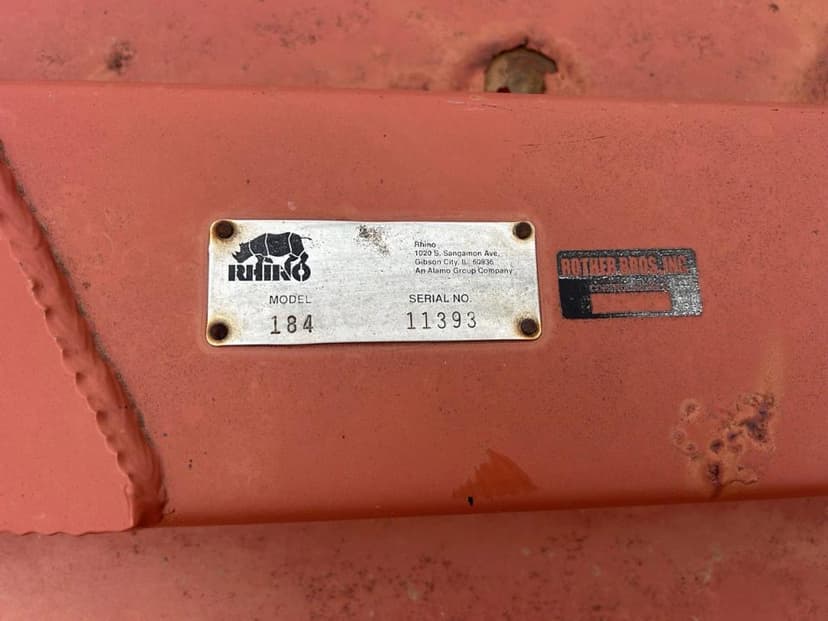 RHINO
Rhino
1020 S. Sangamon Ave.
Gibson City, IL 60936
An Alamo Group Company
MODEL
184
SERIAL NO.
11393
ROTHER BROS., INC.